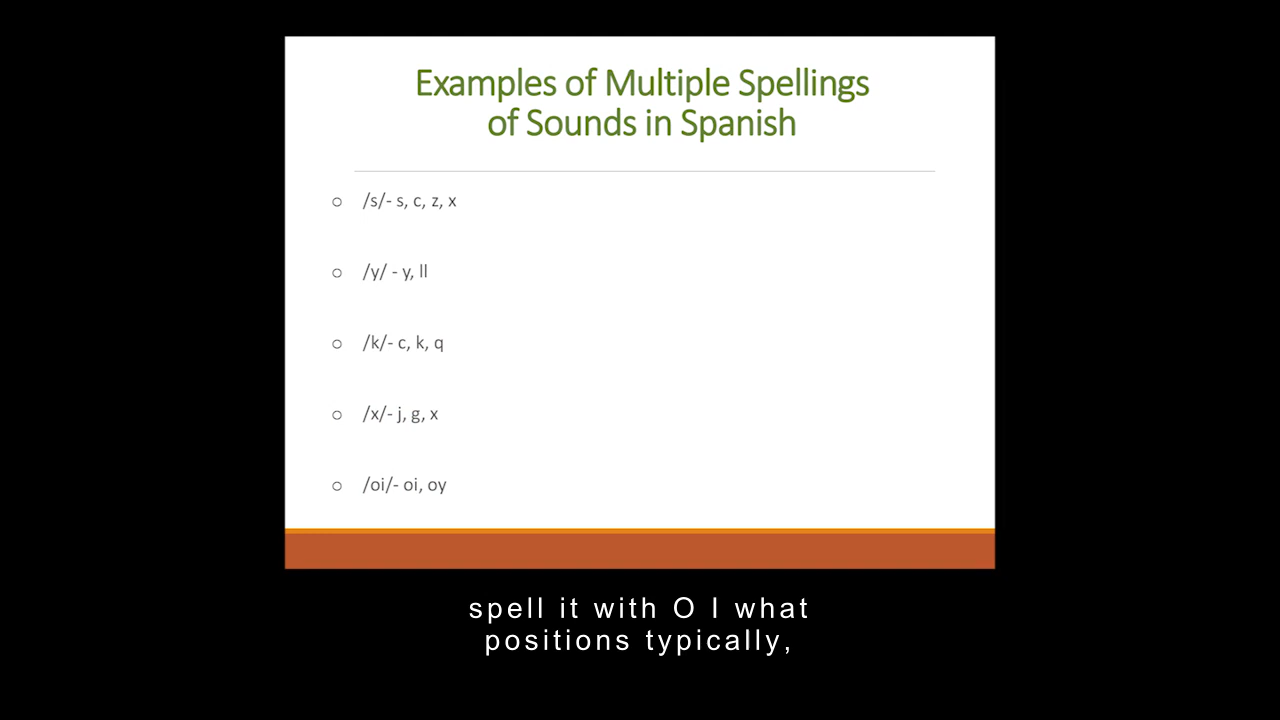 Examples of Multiple Spellings
of Sounds in Spanish
○ /s/- s, c, z, x
○ /y/ - y, ll
○ /k/- c, k, q
○ /x/- j, g, x
○ /oi/- oi, oy
spell it with O I what
positions typically,